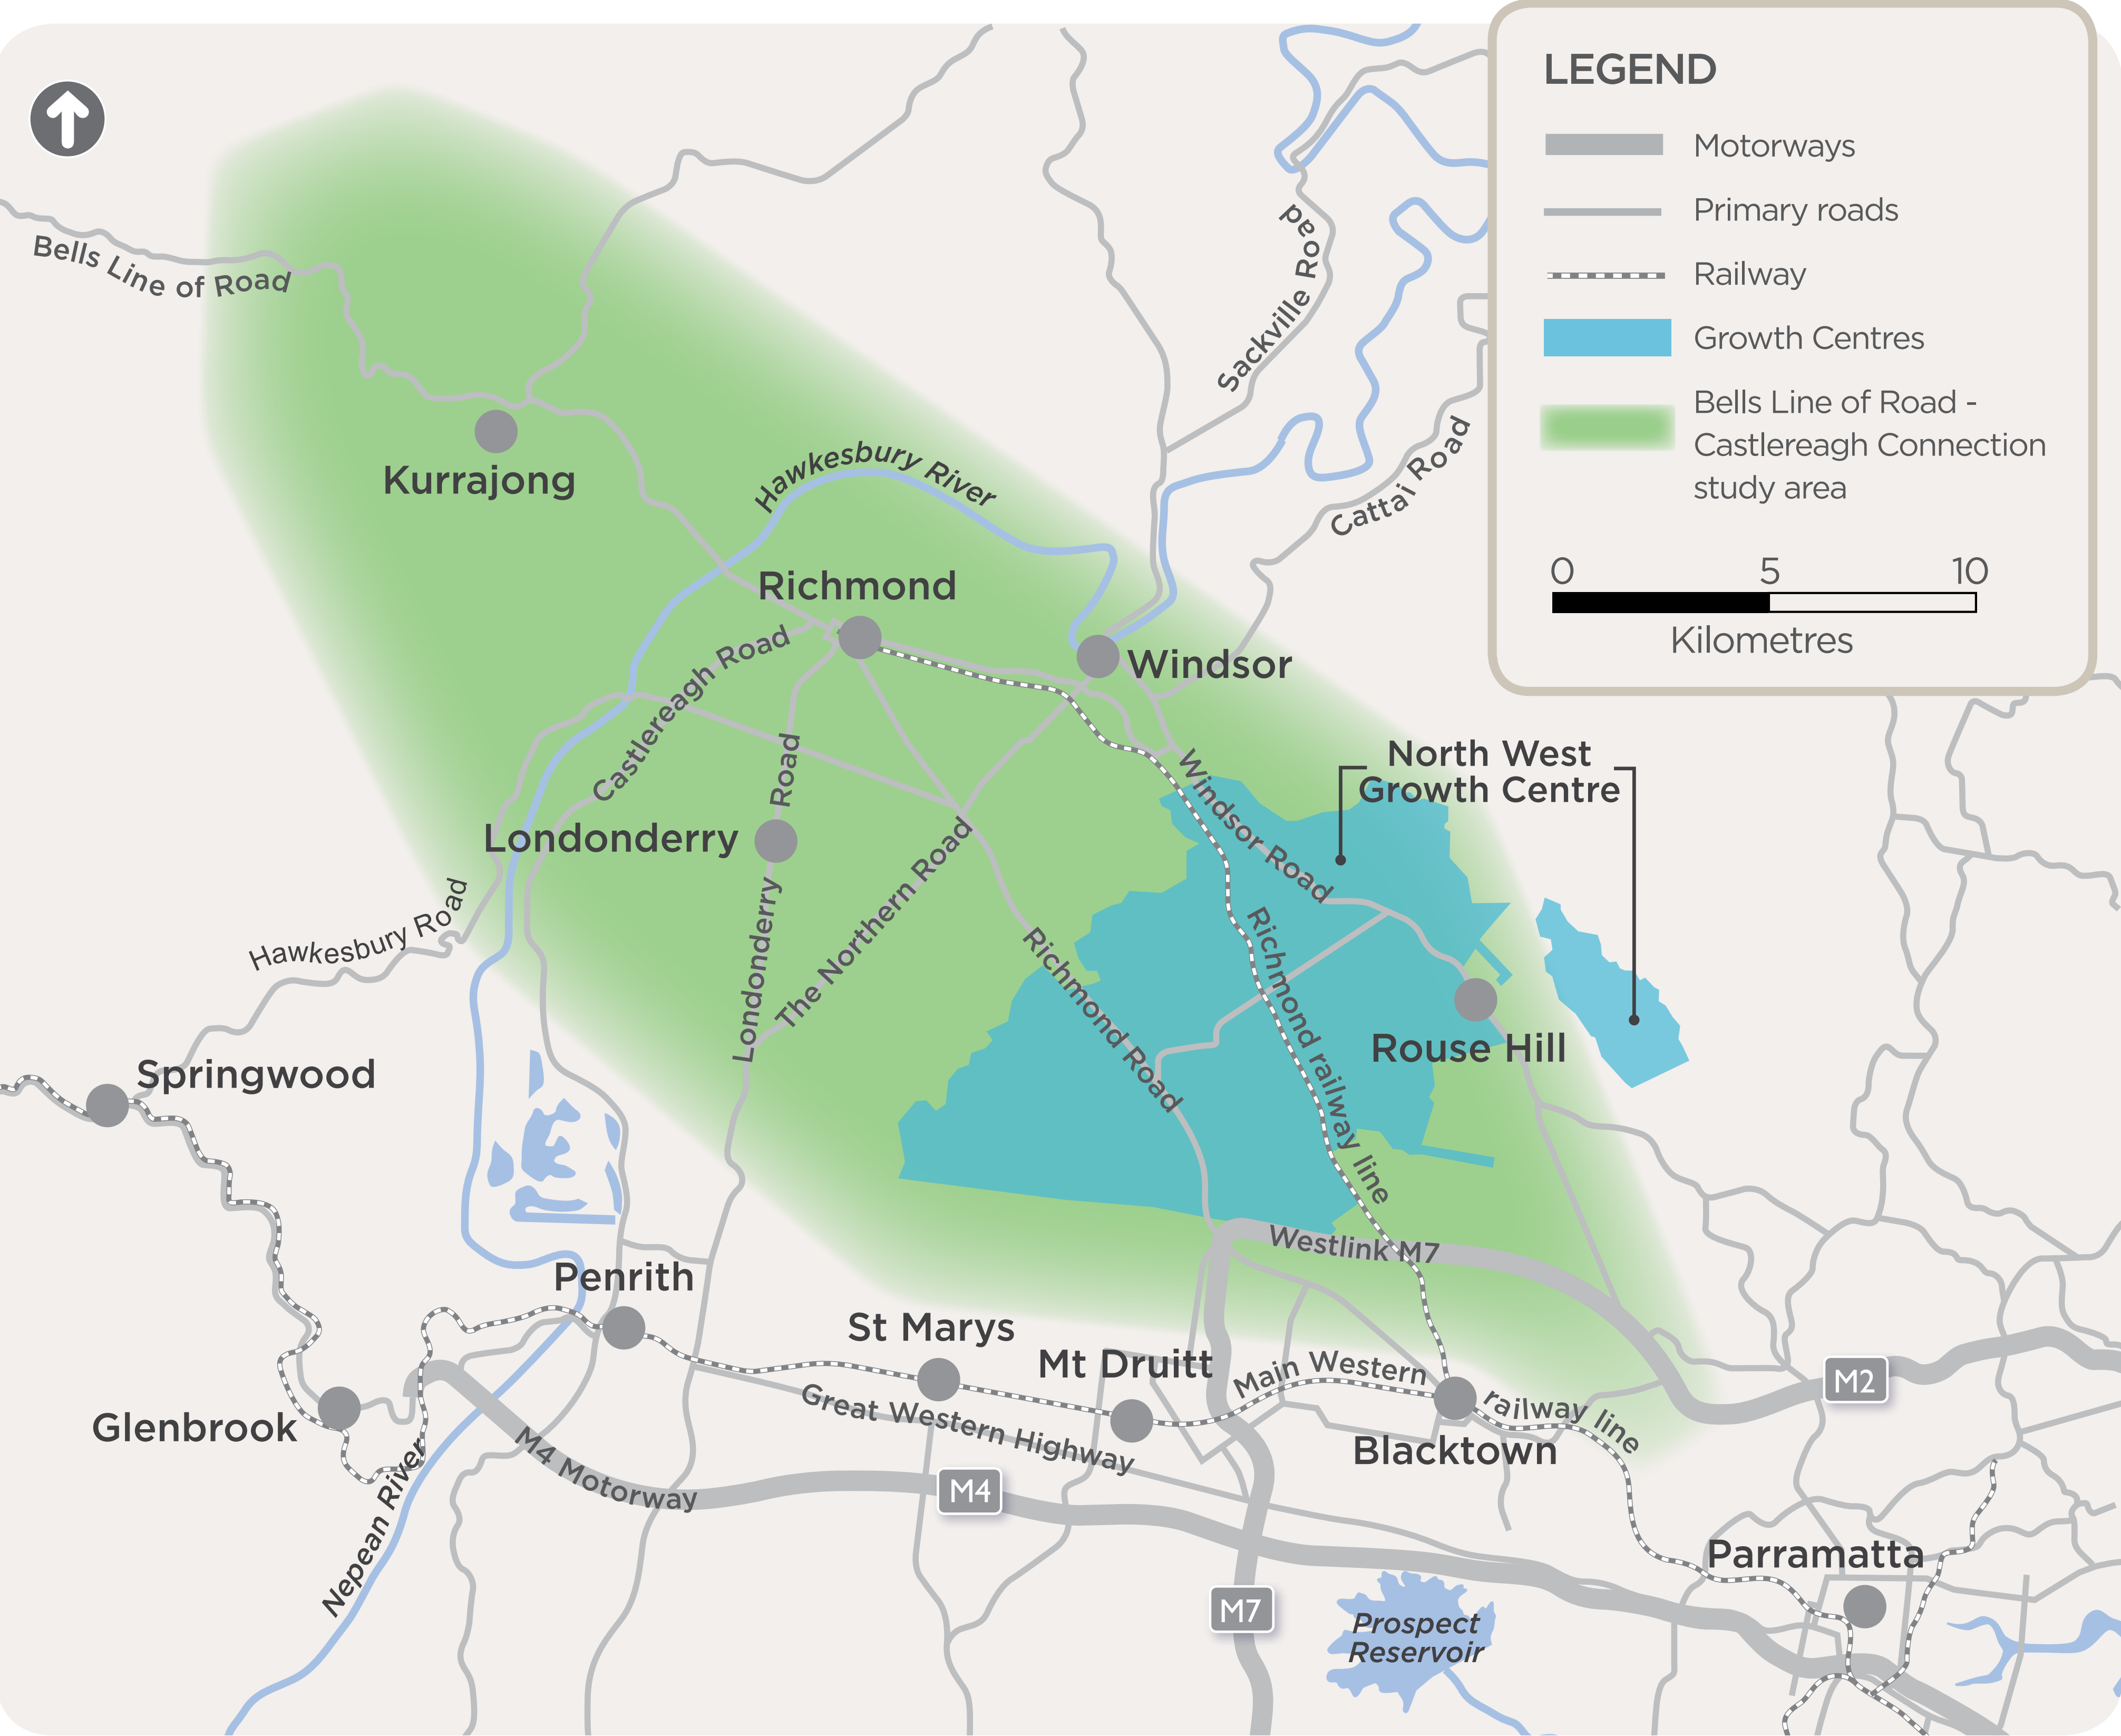 LEGEND
Motorways
Primary roads
Railway
Growth Centres
Bells Line of Road -
Castlereagh Connection
study area
0 5 10
Kilometres
Bells Line of Road
Sackville Road
Kurrajong
Hawkesbury River
Cattai Road
Richmond
Castlereagh Road
Windsor
North West
Growth Centre
Londonderry
Londonderry Road
The Northern Road
Windsor Road
Hawkesbury Road
Richmond Road
Richmond railway line
Rouse Hill
Springwood
Westlink M7
Penrith
St Marys
Mt Druitt
Main Western railway line
Great Western Highway
Glenbrook
Blacktown
M2
M4 Motorway
M4
Nepean River
M7
Parramatta
Prospect
Reservoir